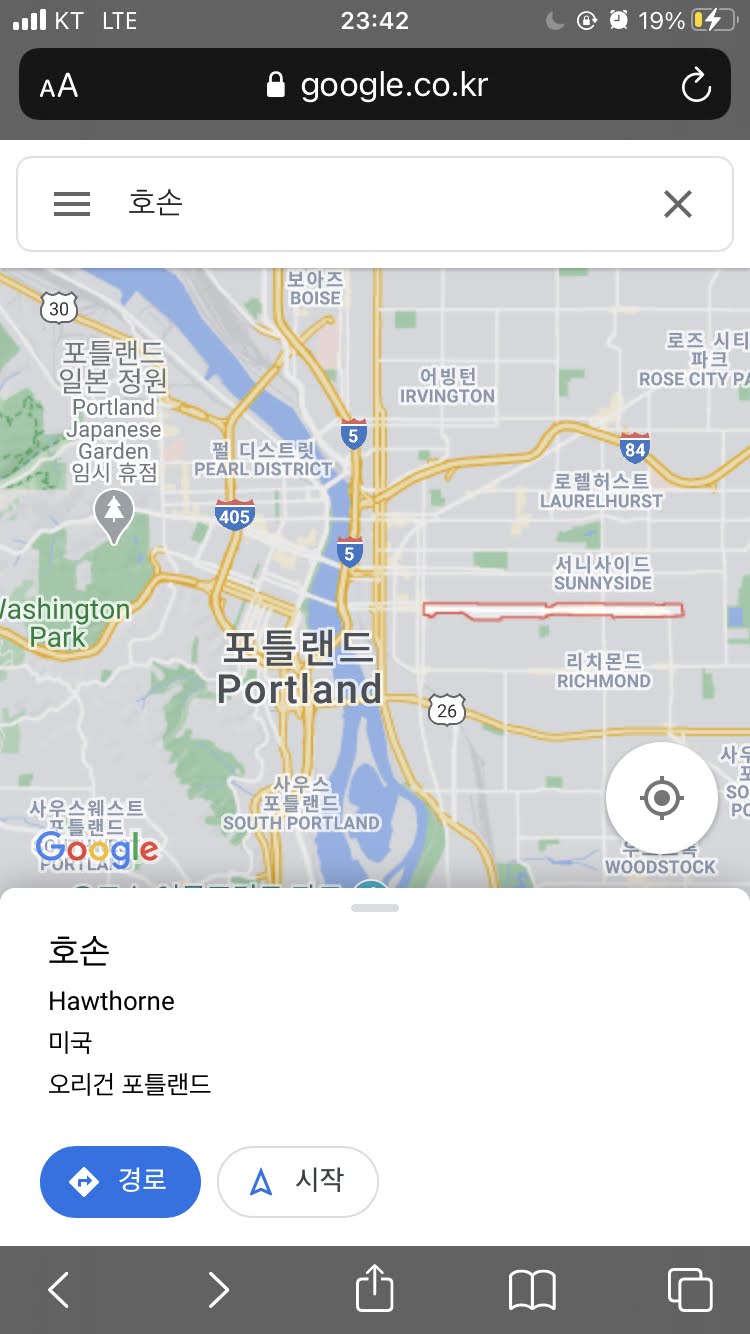 KT LTE 23:42 19%
AA google.co.kr
호손
보아즈
BOISE
30
포틀랜드
일본 정원
Portland
Japanese
Garden
임시 휴점
로즈 시티
파크
ROSE CITY PA
어빙턴
IRVINGTON
5
84
펄 디스트릭
PEARL DISTRICT
로렐허스트
LAURELHURST
405
5
서니사이드
SUNNYSIDE
Washington
Park
포틀랜드
Portland
리치몬드
RICHMOND
26
사우스
포틀랜드
SOUTH PORTLAND
사우스웨스트
포틀랜드
Google
WOODSTOCK
호손
Hawthorne
미국
오리건 포틀랜드
경로
시작